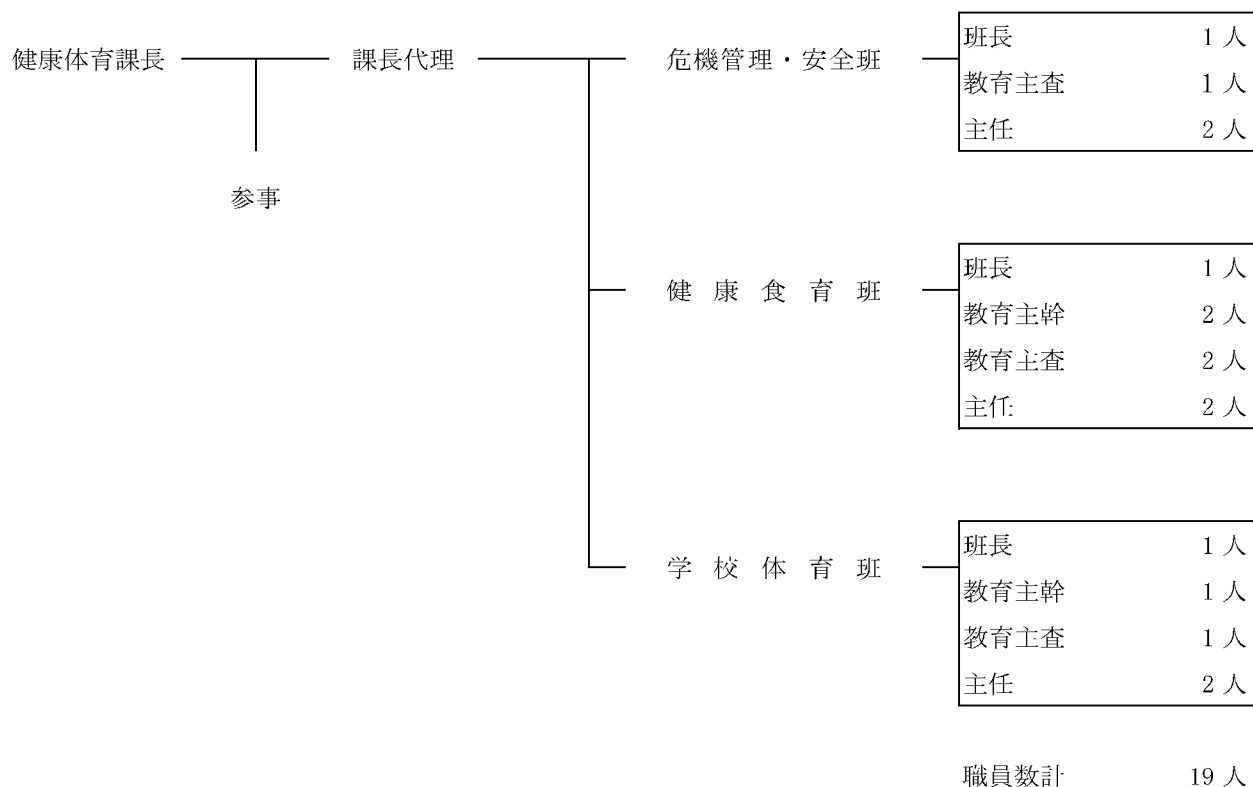 健康体育課長 課長代理 危機管理・安全班
参事
班長 1人
教育主査 1人
主任 2人
健康食育班
班長 1人
教育主幹 2人
教育主査 2人
主任 2人
学校体育班
班長 1人
教育主幹 1人
教育主査 1人
主任 2人
職員数計 19人